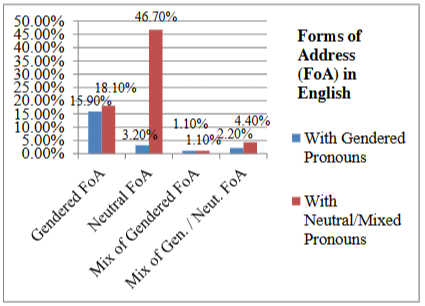 50.00%
45.00%
40.00%
35.00%
30.00%
25.00%
20.00%
15.00%
10.00%
5.00%
0.00%
15.90%
18.10%
3.20%
46.70%
1.10%
1.10%
2.20%
4.40%
Gendered FoA
Neutral FoA
Mix of Gendered FoA
Mix of Gen. / Neut. FoA
Forms of
Address
(FoA) in
English
With Gendered
Pronouns
With
Neutral/Mixed
Pronouns